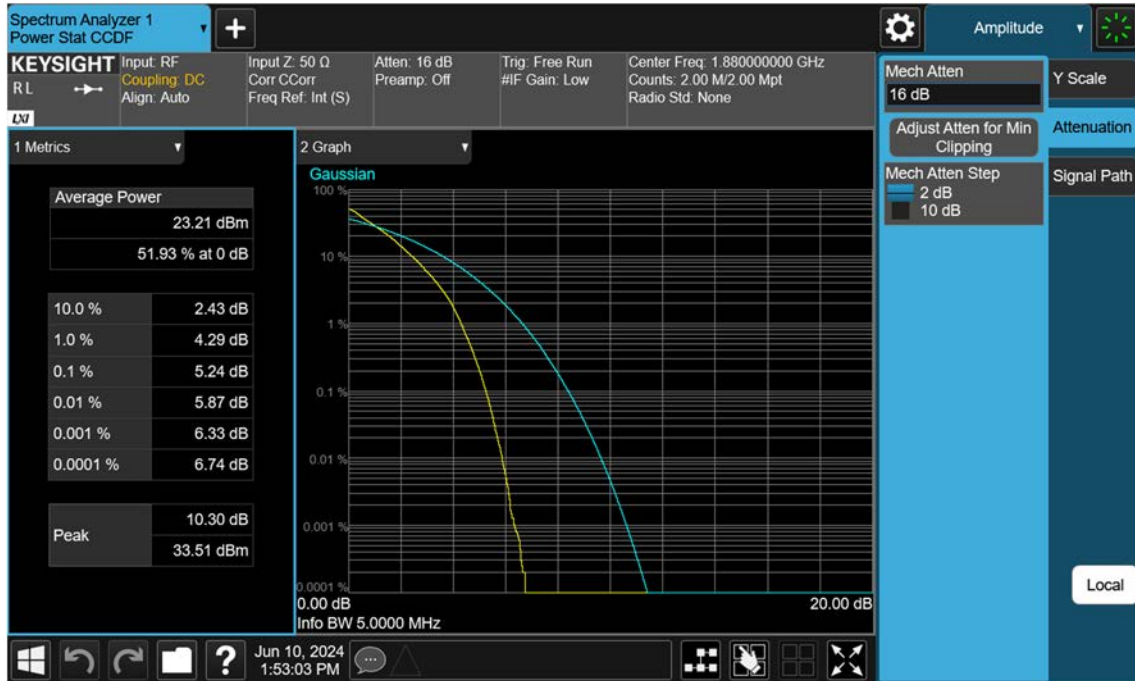 Spectrum Analyzer 1
Power Stat CCDF
Amplitude
KEYSIGHT
R L
LXI
Input: RF
Coupling: DC
Align: Auto
Input Z: 50 Ω
Corr CCorr
Freq Ref: Int (S)
Atten: 16 dB
Preamp: Off
Trig: Free Run
#IF Gain: Low
Center Freq: 1.880000000 GHz
Counts: 2.00 M/2.00 Mpt
Radio Std: None
Mech Atten
16 dB
Adjust Atten for Min
Clipping
Mech Atten Step
2 dB
10 dB
Y Scale
Attenuation
Signal Path
1 Metrics
Average Power
23.21 dBm
51.93 % at 0 dB
10.0 % 2.43 dB
1.0 % 4.29 dB
0.1 % 5.24 dB
0.01 % 5.87 dB
0.001 % 6.33 dB
0.0001 % 6.74 dB
Peak
10.30 dB
33.51 dBm
2 Graph
Gaussian
100 %
10 %
1 %
0.1 %
0.01 %
0.001 %
0.0001 %
0.00 dB 20.00 dB
Info BW 5.0000 MHz
Local
?
Jun 10, 2024
1:53:03 PM